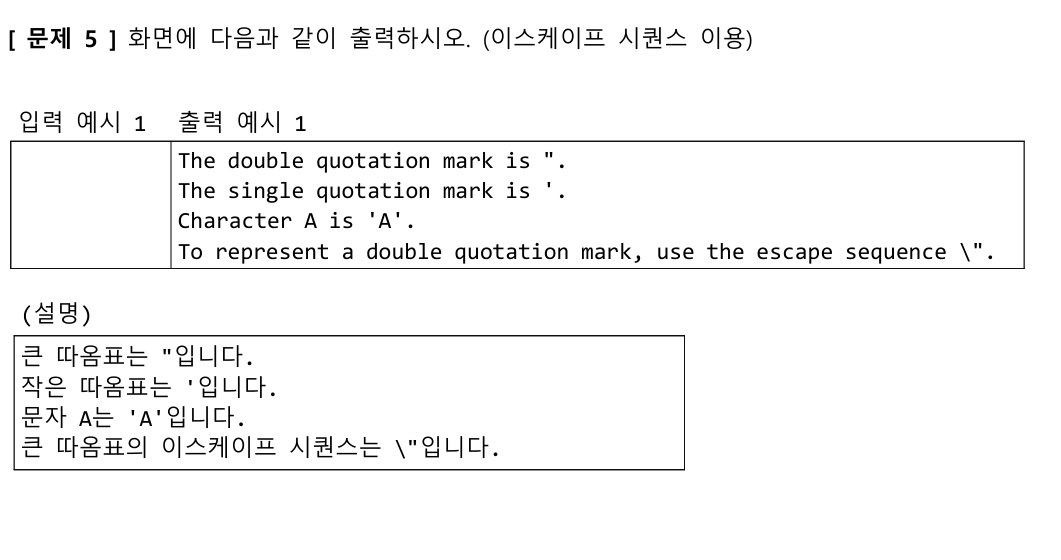 [ 문제 5 ] 화면에 다음과 같이 출력하시오. (이스케이프 시퀀스 이용)
입력 예시 1 출력 예시 1
The double quotation mark is ".
The single quotation mark is '.
Character A is 'A'.
To represent a double quotation mark, use the escape sequence \".
(설명)
큰 따옴표는 "입니다.
작은 따옴표는 '입니다.
문자 A는 'A'입니다.
큰 따옴표의 이스케이프 시퀀스는 \"입니다.